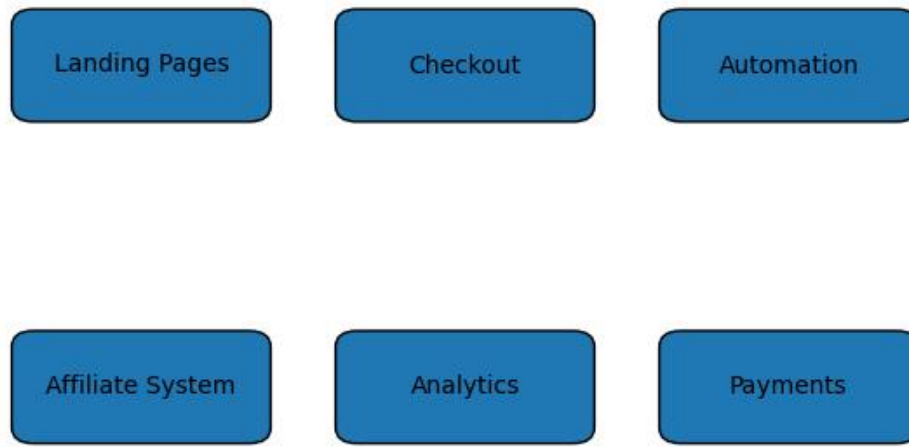 Landing Pages
Checkout
Automation
Affiliate System
Analytics
Payments